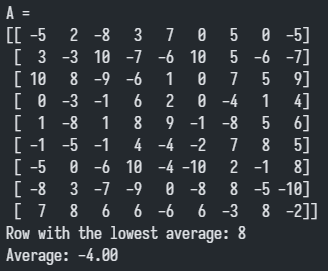 A =
[[ -5   2  -8   3   7   0   5   0  -5]
 [  3  -3  10  -7  -6  10   5  -6  -7]
 [ 10   8  -9  -6   1   0   7   5   9]
 [  0  -3  -1   6   2   0  -4   1   4]
 [  1  -8   1   8   9  -1  -8   5   6]
 [ -1  -5  -1   4  -4  -2   7   8   5]
 [ -5   0  -6  10  -4 -10   2  -1   8]
 [ -8   3  -7  -9   0  -8   8  -5 -10]
 [  7   8   6   6  -6   6  -3   8  -2]]
Row with the lowest average: 8
Average: -4.00